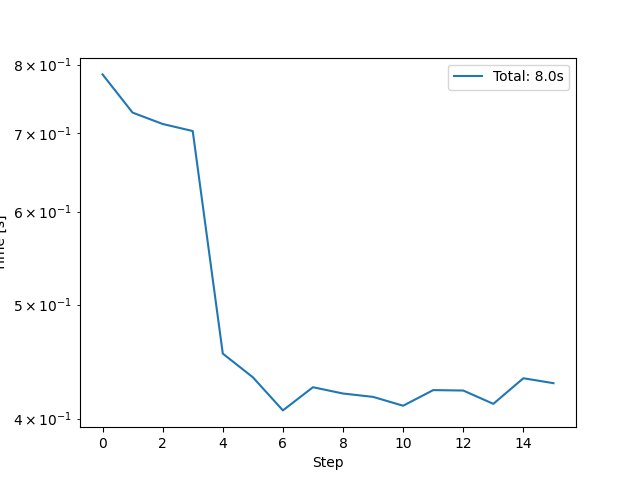 Total: 8.0s
8 × 10⁻¹
7 × 10⁻¹
6 × 10⁻¹
5 × 10⁻¹
4 × 10⁻¹
[s]
0 2 4 6 8 10 12 14
Step